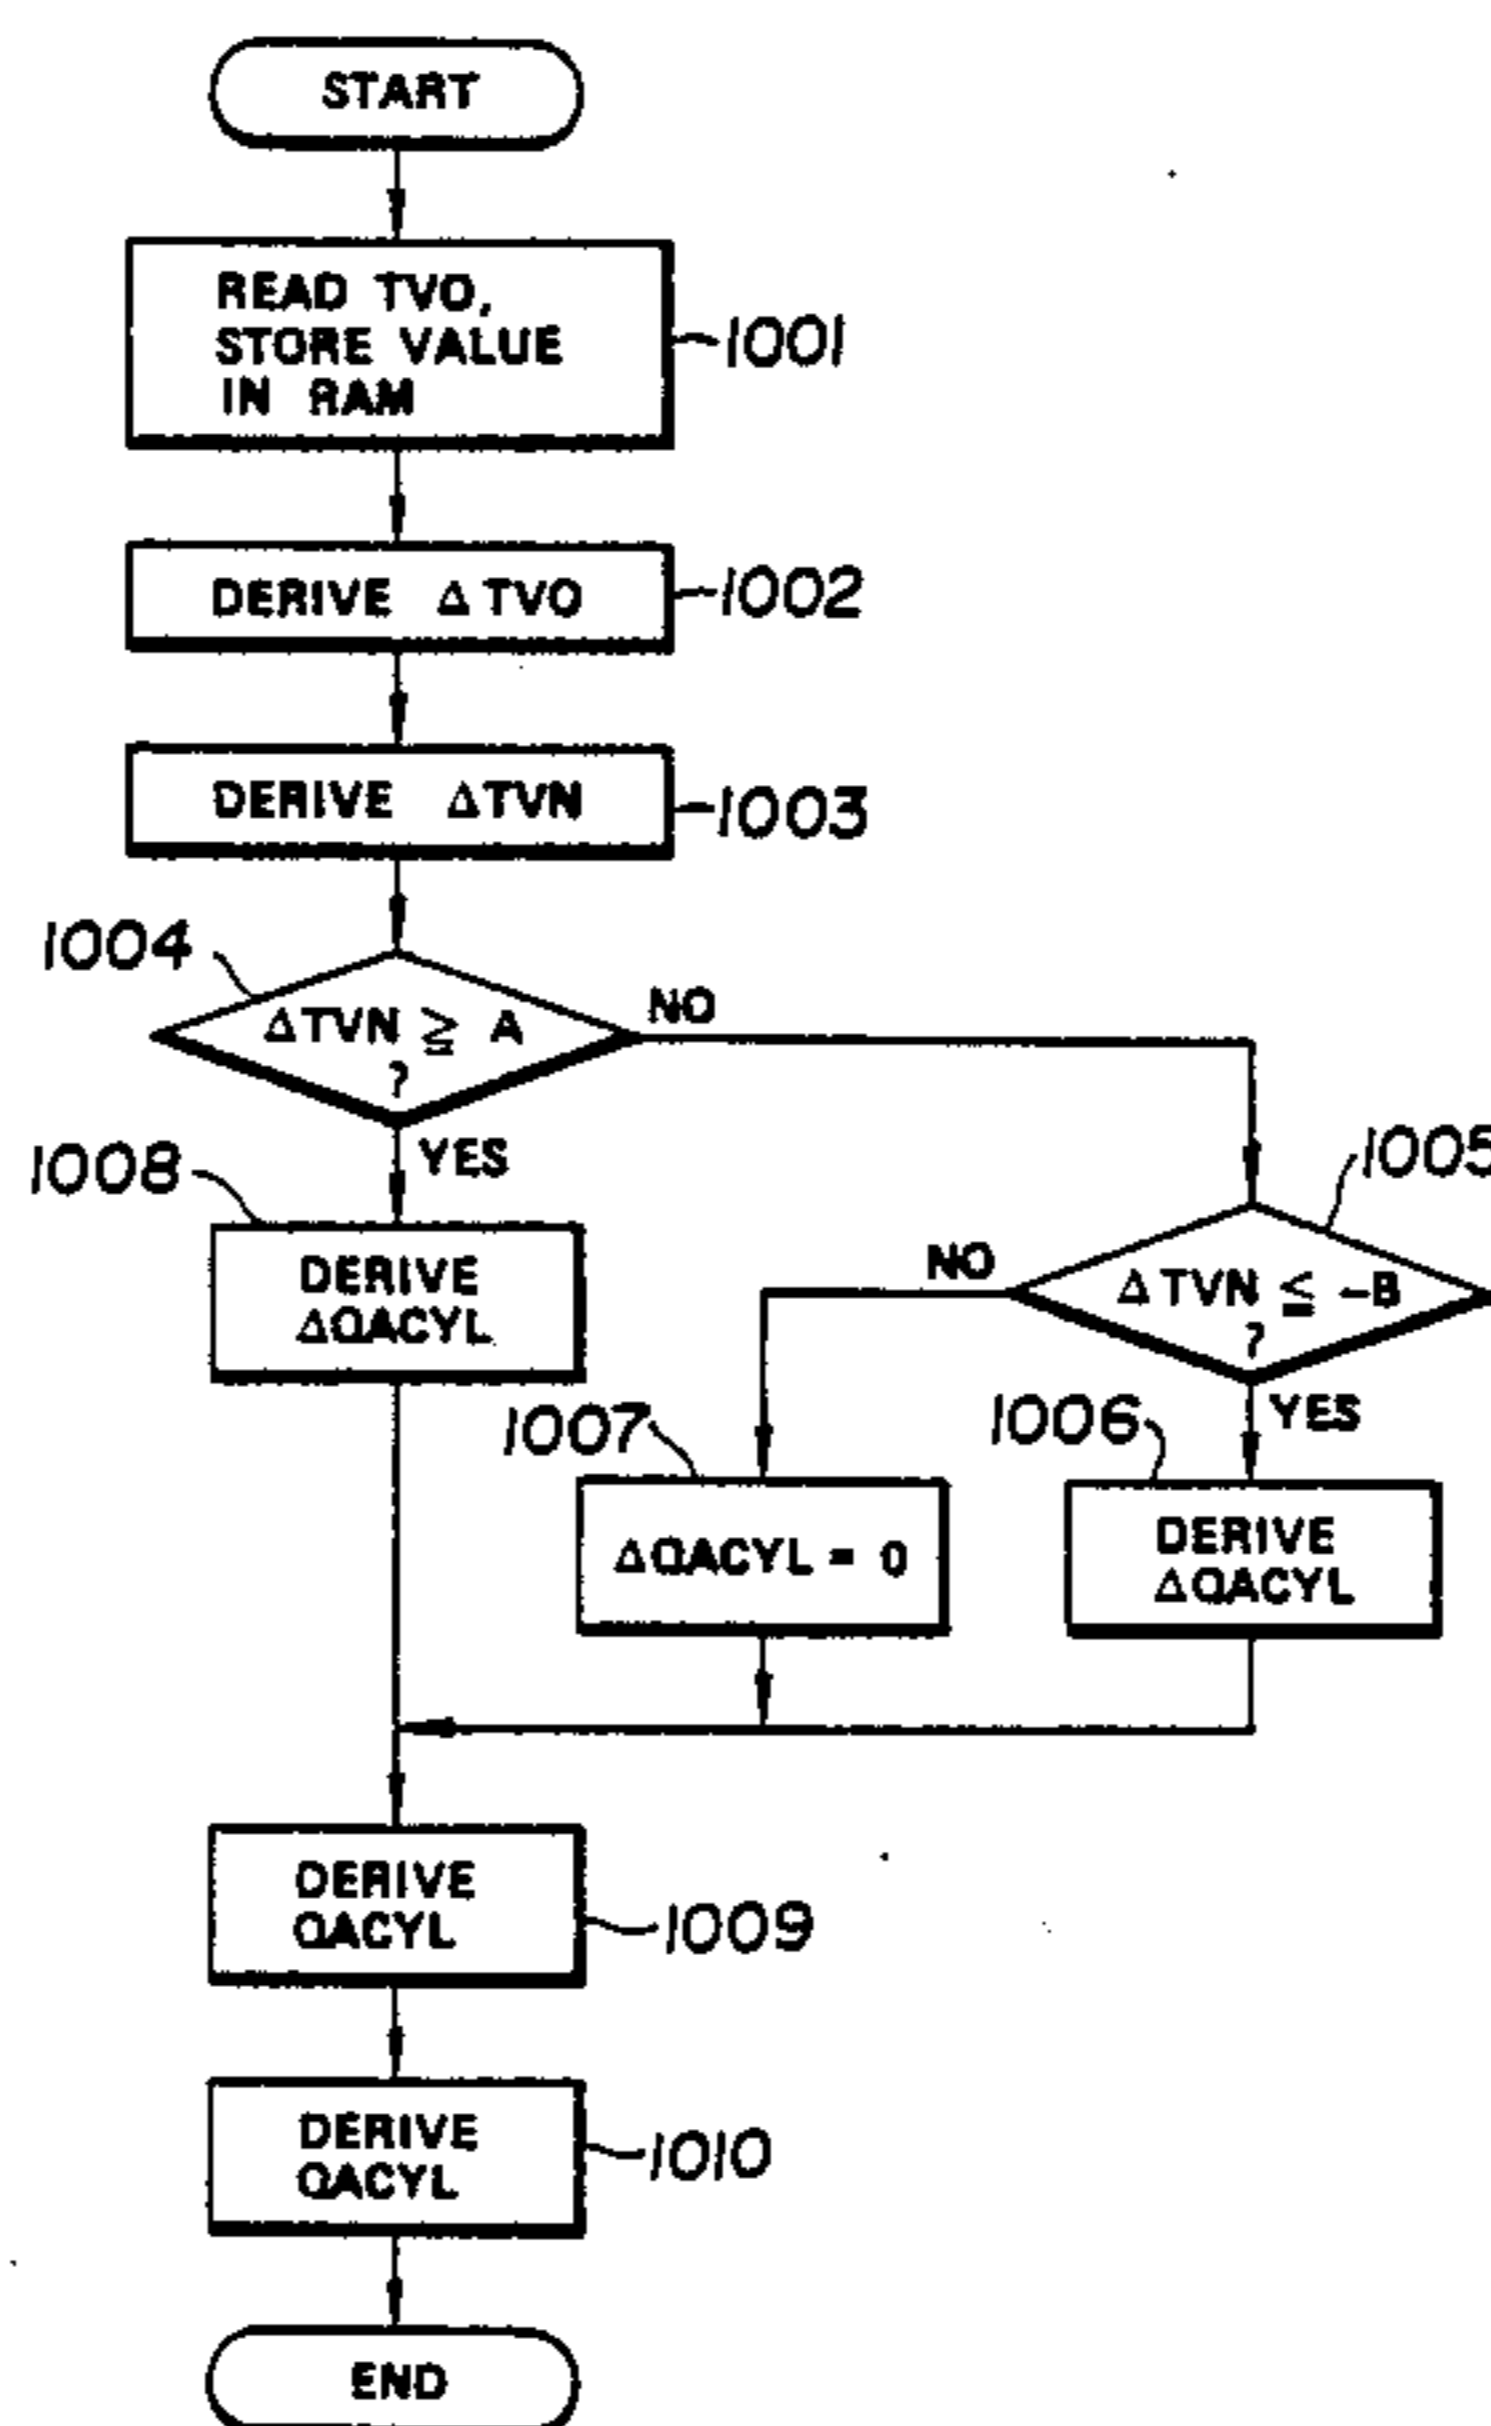 START
READ TVO,
STORE VALUE
IN RAM
1001
DERIVE ΔTVO
1002
DERIVE ΔTVN
1003
1004
ΔTVN ≧ A
?
NO
YES
1008
DERIVE
ΔQACYL
1005
ΔTVN ≦ -B
?
NO
YES
1007
ΔQACYL = 0
1006
DERIVE
ΔQACYL
DERIVE
QACYL
1009
DERIVE
QACYL
1010
END